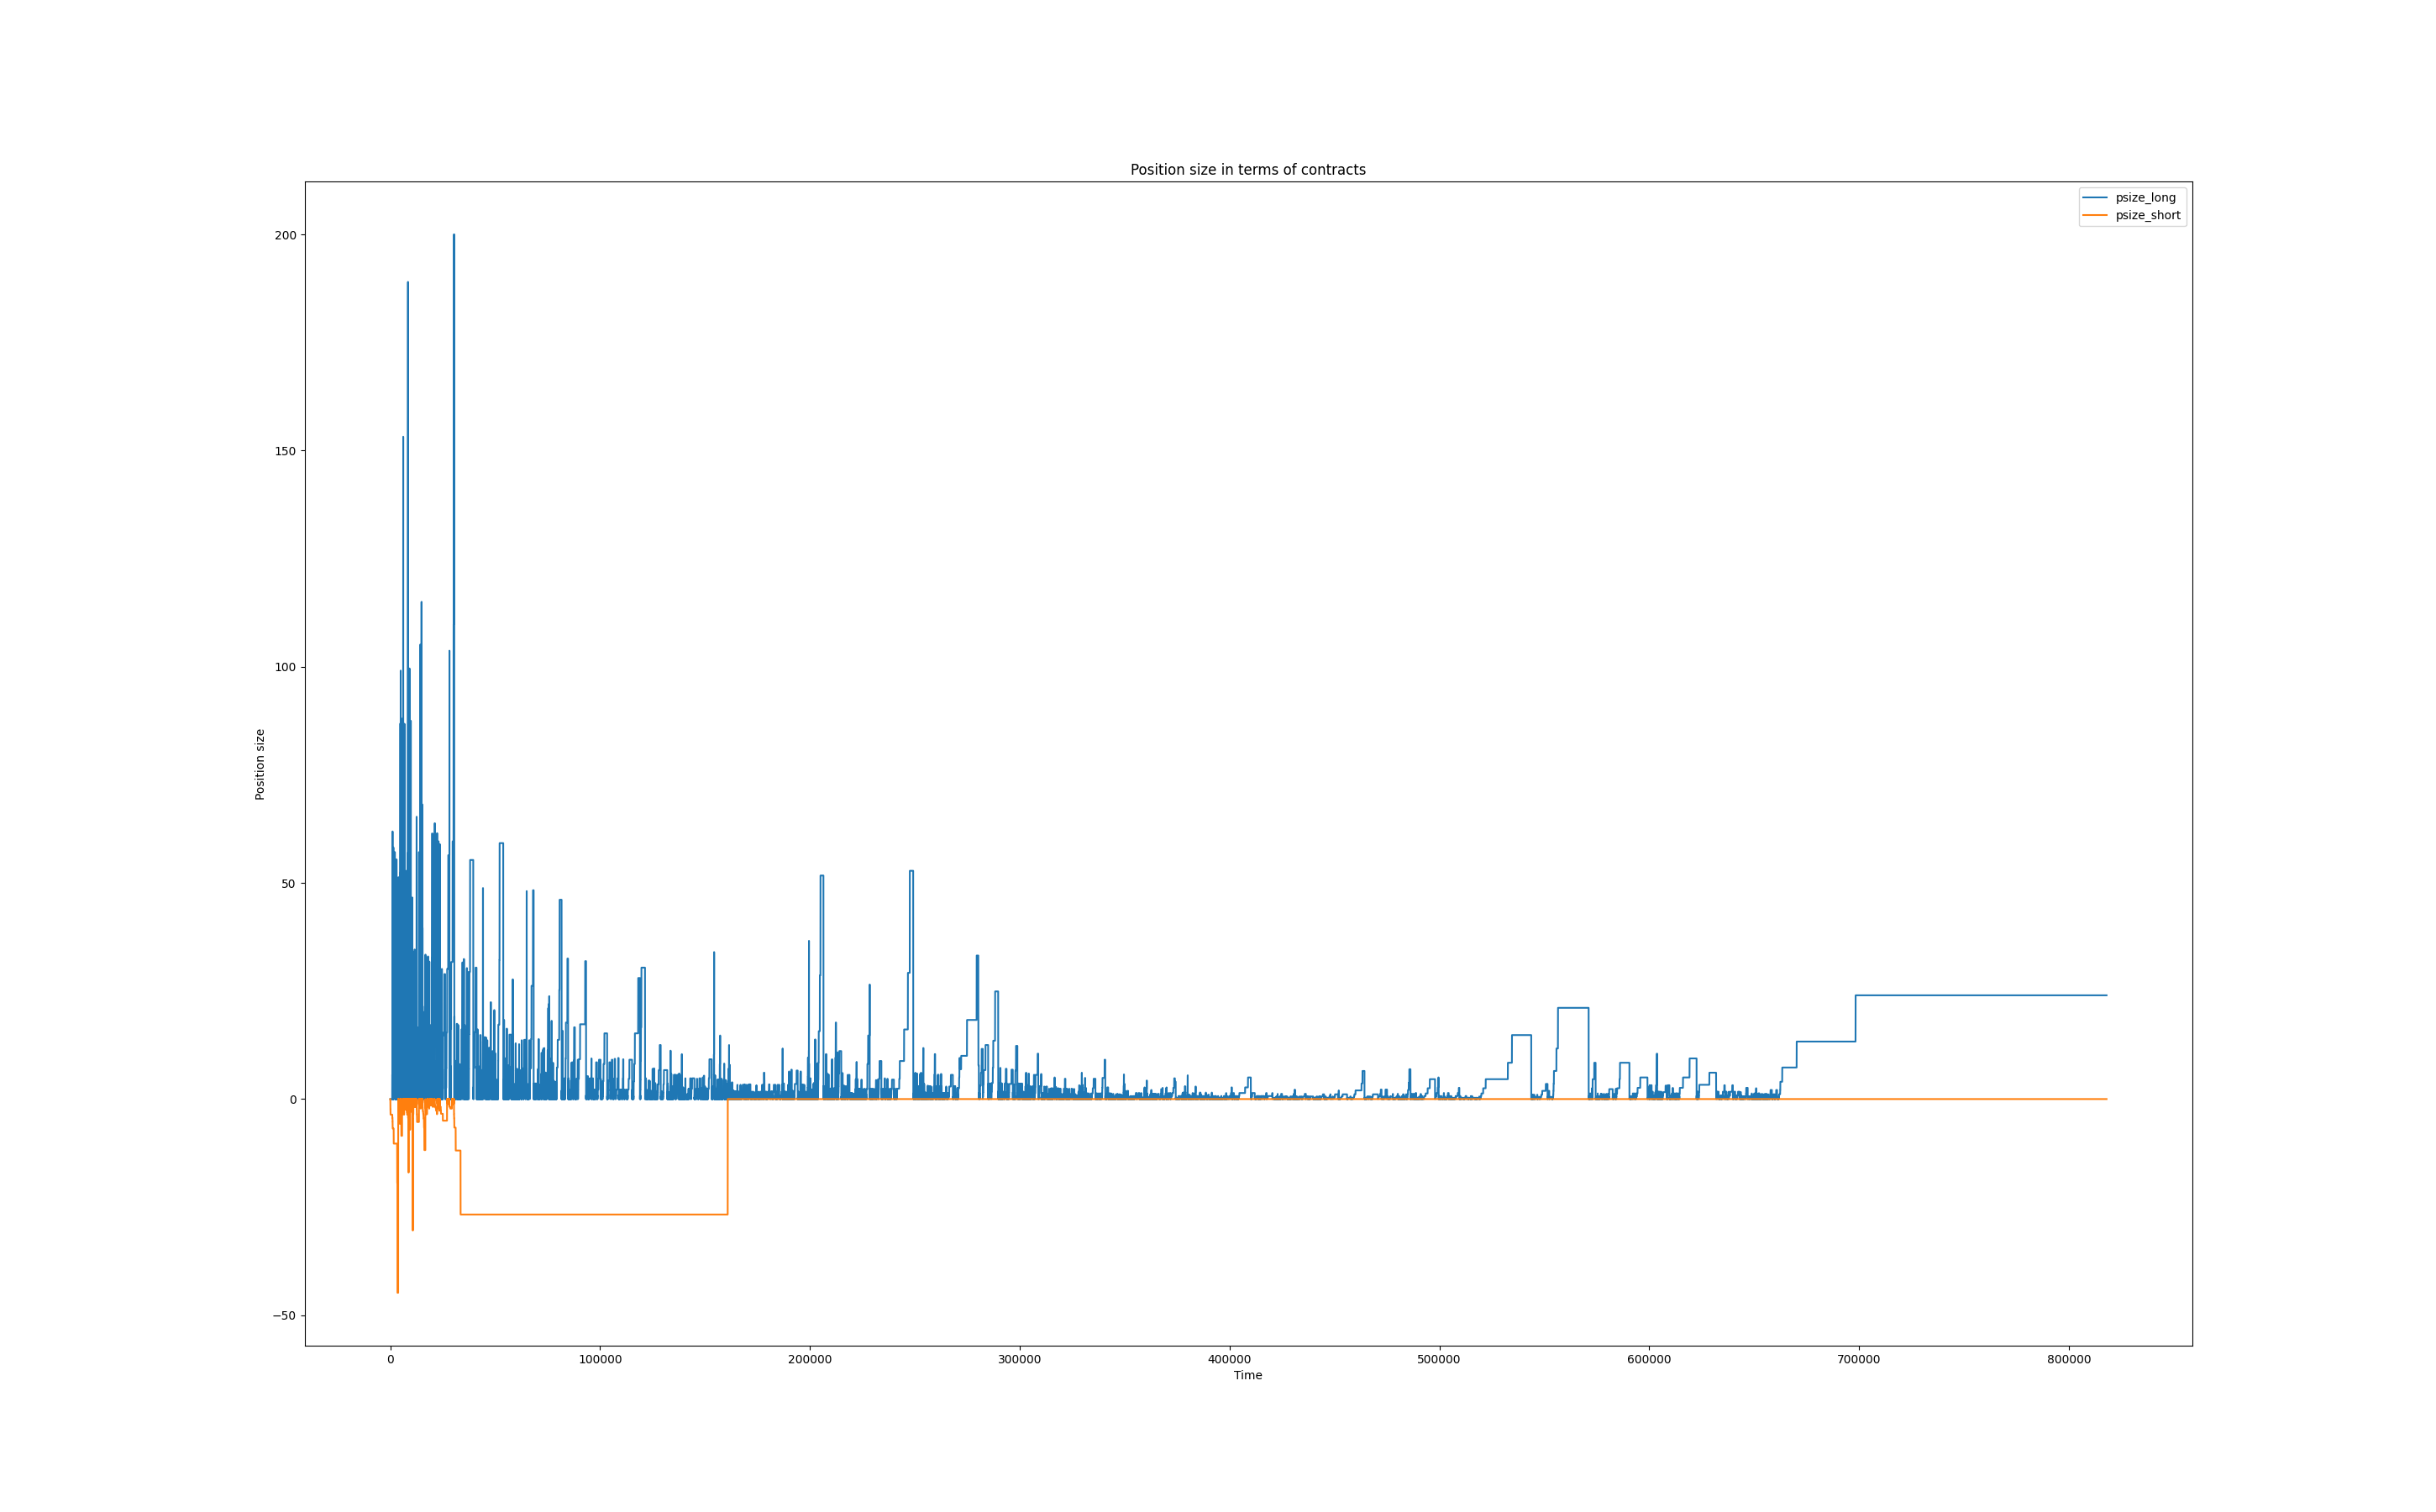 Position size in terms of contracts
psize_long
psize_short
200
150
100
50
0
−50
Position size
0 100000 200000 300000 400000 500000 600000 700000 800000
Time